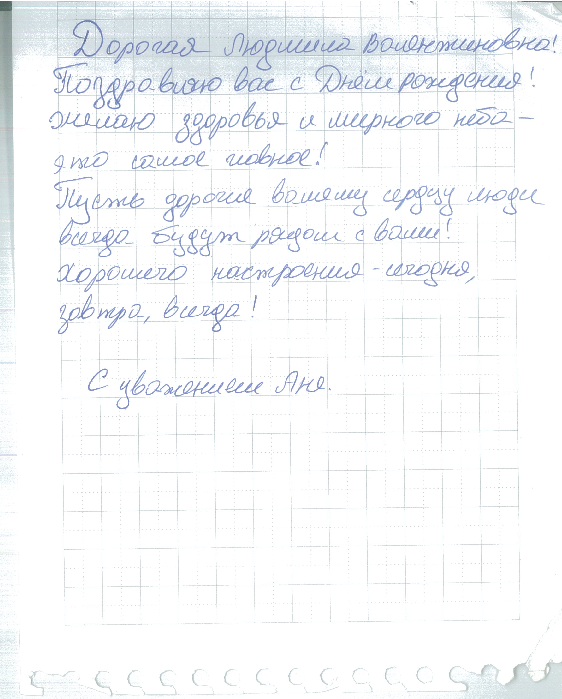 Дорогая Людмила Валентиновна!
Поздравляю вас с Днём рождения!
Желаю здоровья и мирного неба -
это самое главное!
Пусть дорогие вашему сердцу люди
всегда будут рядом с вами!
Хорошего настроения - сегодня,
завтра, всегда!
С уважением Аня.